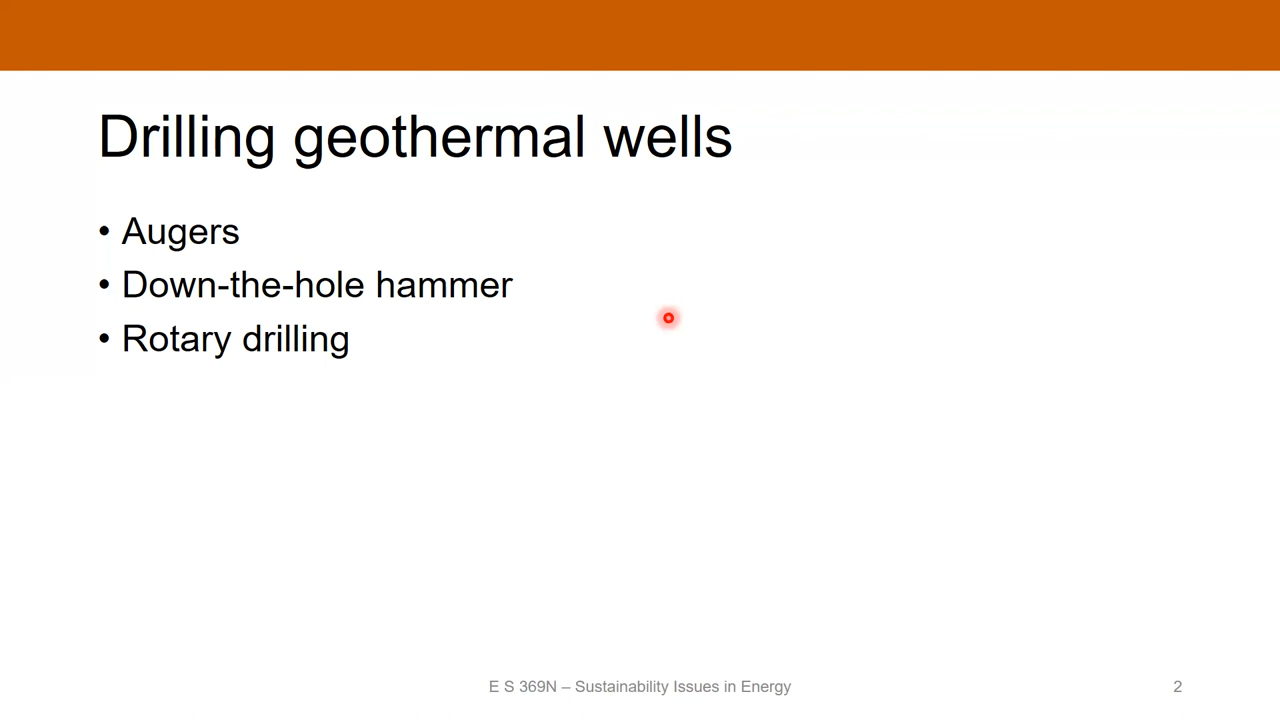 Drilling geothermal wells
• Augers
• Down-the-hole hammer
• Rotary drilling
E S 369N – Sustainability Issues in Energy
2